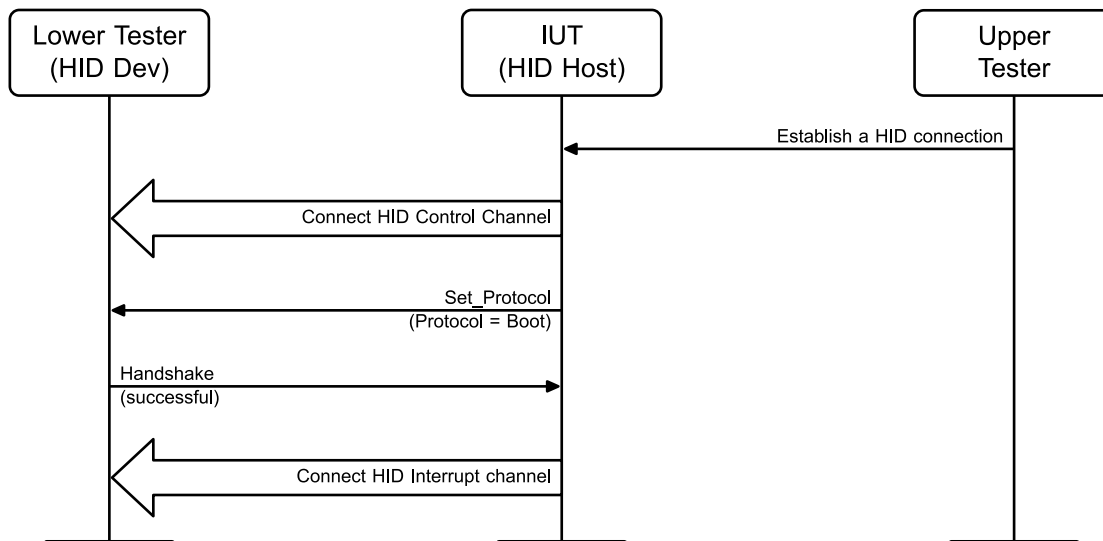 Lower Tester
(HID Dev)
IUT
(HID Host)
Upper
Tester
Establish a HID connection
Connect HID Control Channel
Set_Protocol
(Protocol = Boot)
Handshake
(successful)
Connect HID Interrupt channel